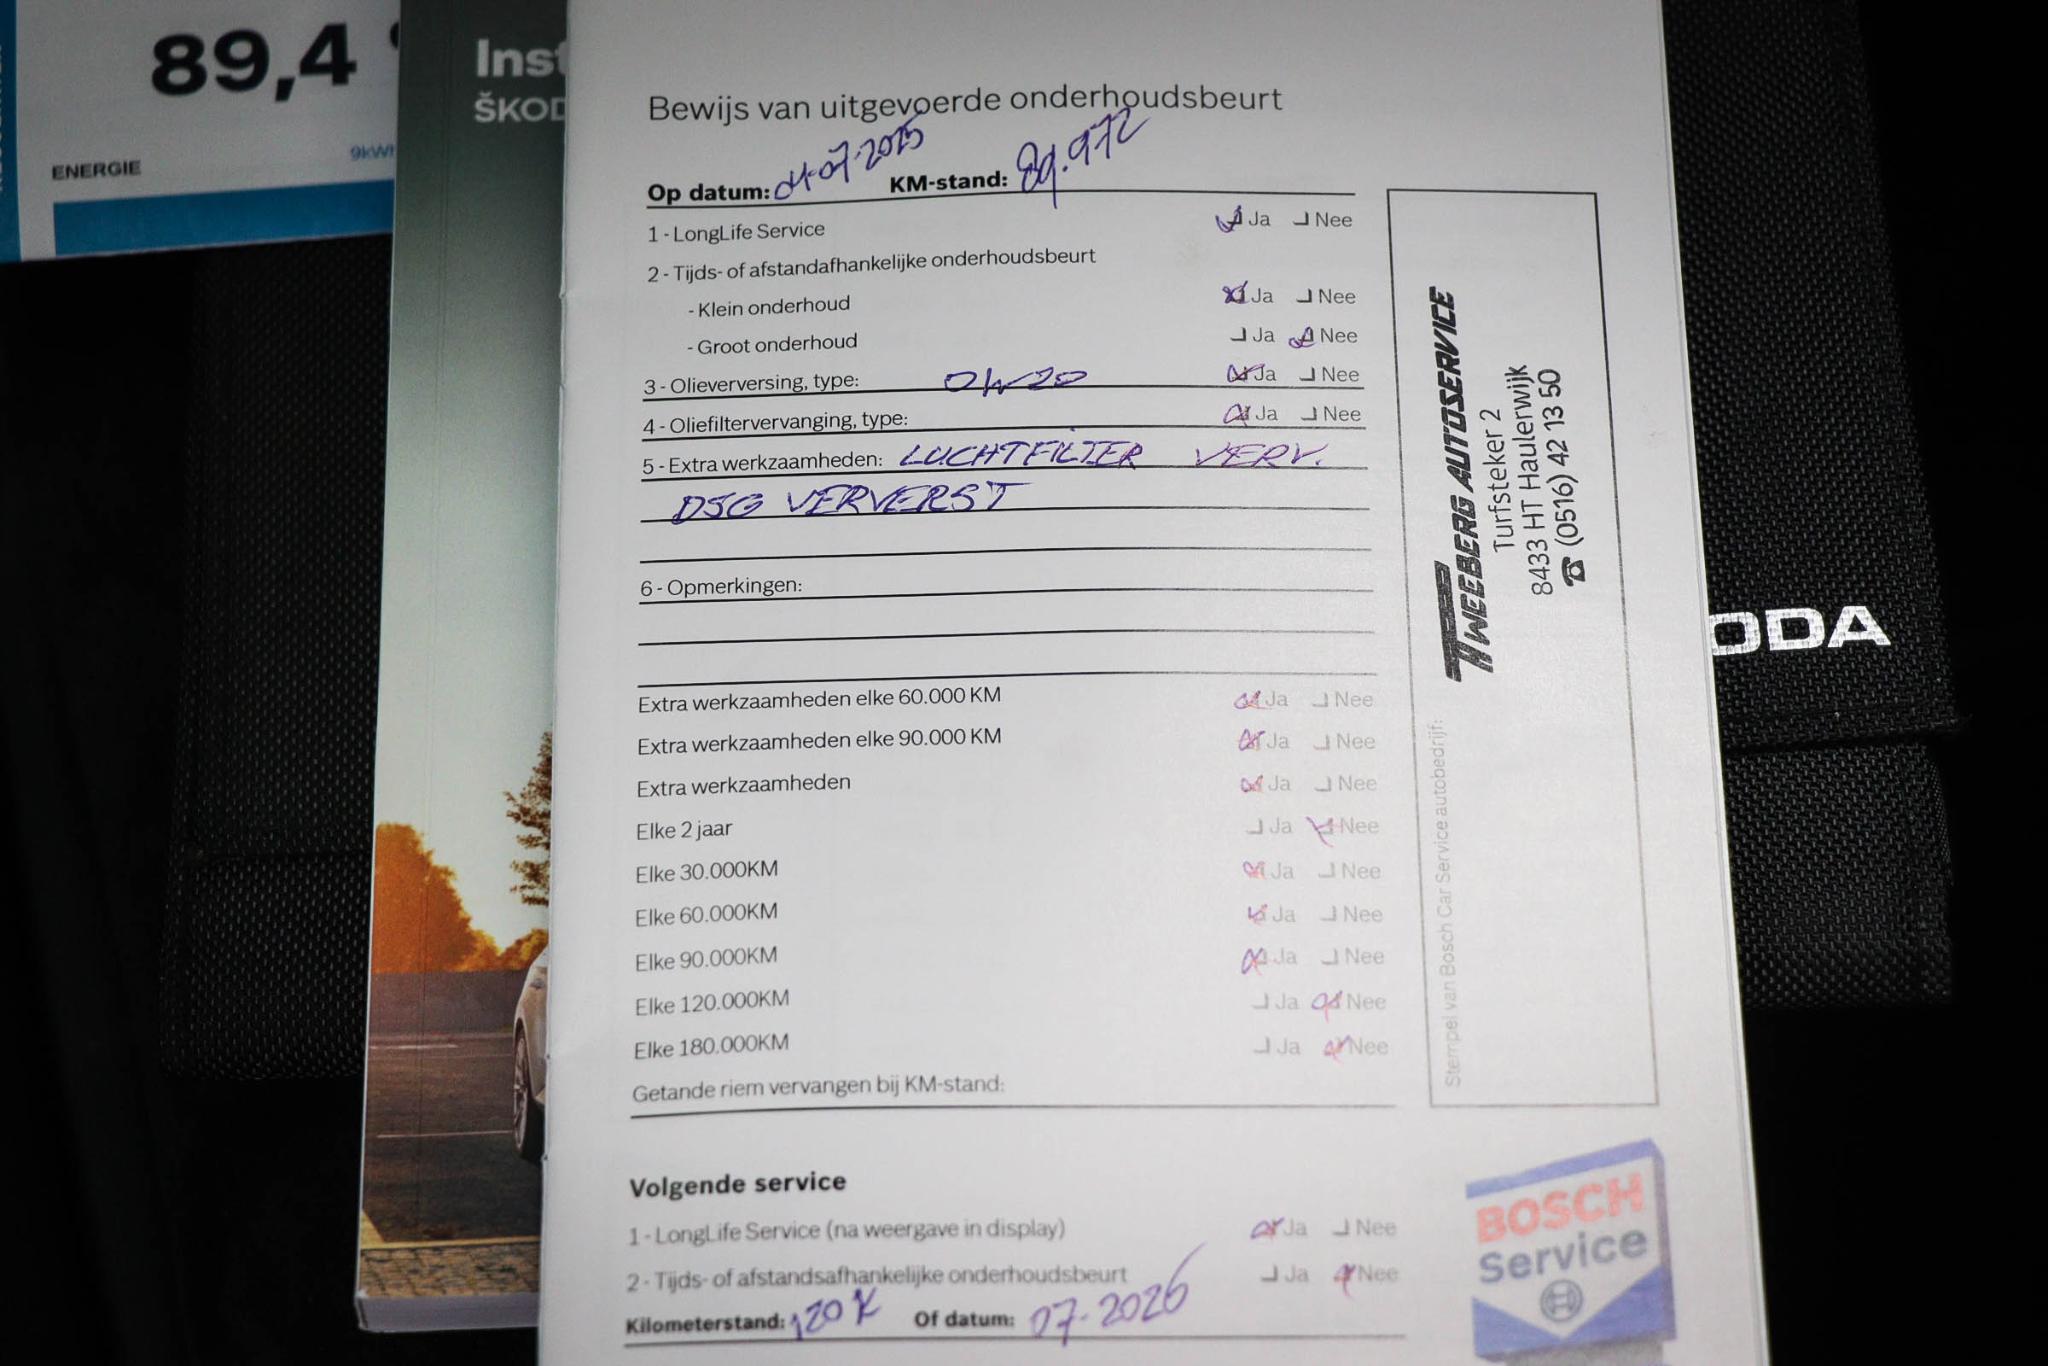 89,4
ENERGIE
9kWh
Inst
ŠKOD
Bewijs van uitgevoerde onderhoudsbeurt
Op datum: 04-07-2025 KM-stand: 89.972
1 - LongLife Service Ja Nee
2 - Tijds- of afstandafhankelijke onderhoudsbeurt
- Klein onderhoud Ja Nee
- Groot onderhoud Ja Nee
3 - Olieverversing, type: 0W20 Ja Nee
4 - Oliefiltervervanging, type: Ja Nee
5 - Extra werkzaamheden: LUCHTFILTER VERV.
DSG VERVERST
6 - Opmerkingen:
Extra werkzaamheden elke 60.000 KM Ja Nee
Extra werkzaamheden elke 90.000 KM Ja Nee
Extra werkzaamheden Ja Nee
Elke 2 jaar Ja Nee
Elke 30.000KM Ja Nee
Elke 60.000KM Ja Nee
Elke 90.000KM Ja Nee
Elke 120.000KM Ja Nee
Elke 180.000KM Ja Nee
Getande riem vervangen bij KM-stand:
Volgende service
1 - LongLife Service (na weergave in display) Ja Nee
2 - Tijds- of afstandsafhankelijke onderhoudsbeurt Ja Nee
Kilometerstand: 120K Of datum: 07-2026
Stempel van Bosch Car Service autobedrijf:
TWEEBERG AUTOSERVICE
Turfsteker 2
8433 HT Haulerwijk
☎ (0516) 42 13 50
BOSCH
Service
ODA